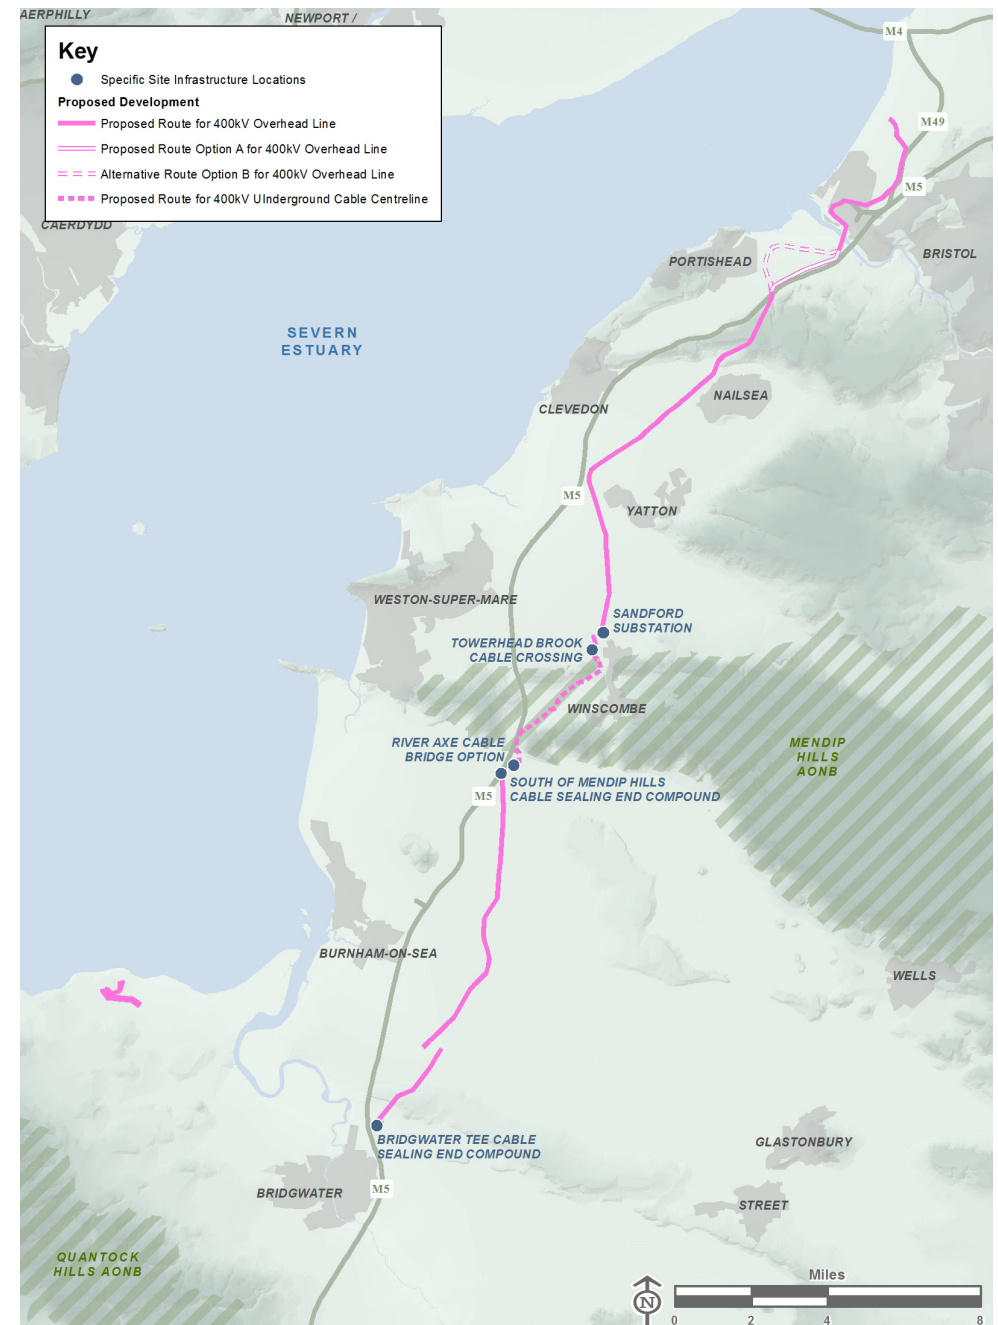 AERPHILLY
NEWPORT /
Key
Specific Site Infrastructure Locations
Proposed Development
Proposed Route for 400kV Overhead Line
Proposed Route Option A for 400kV Overhead Line
Alternative Route Option B for 400kV Overhead Line
Proposed Route for 400kV UInderground Cable Centreline
M4
M49
M5
CAERDYDD
PORTISHEAD
BRISTOL
SEVERN
ESTUARY
NAILSEA
CLEVEDON
M5
YATTON
WESTON-SUPER-MARE
SANDFORD
SUBSTATION
TOWERHEAD BROOK
CABLE CROSSING
WINSCOMBE
RIVER AXE CABLE
BRIDGE OPTION
MENDIP
HILLS
AONB
SOUTH OF MENDIP HILLS
CABLE SEALING END COMPOUND
M5
BURNHAM-ON-SEA
WELLS
BRIDGWATER TEE CABLE
SEALING END COMPOUND
GLASTONBURY
BRIDGWATER
M5
STREET
QUANTOCK
HILLS AONB
Miles
N
0 2 4 8